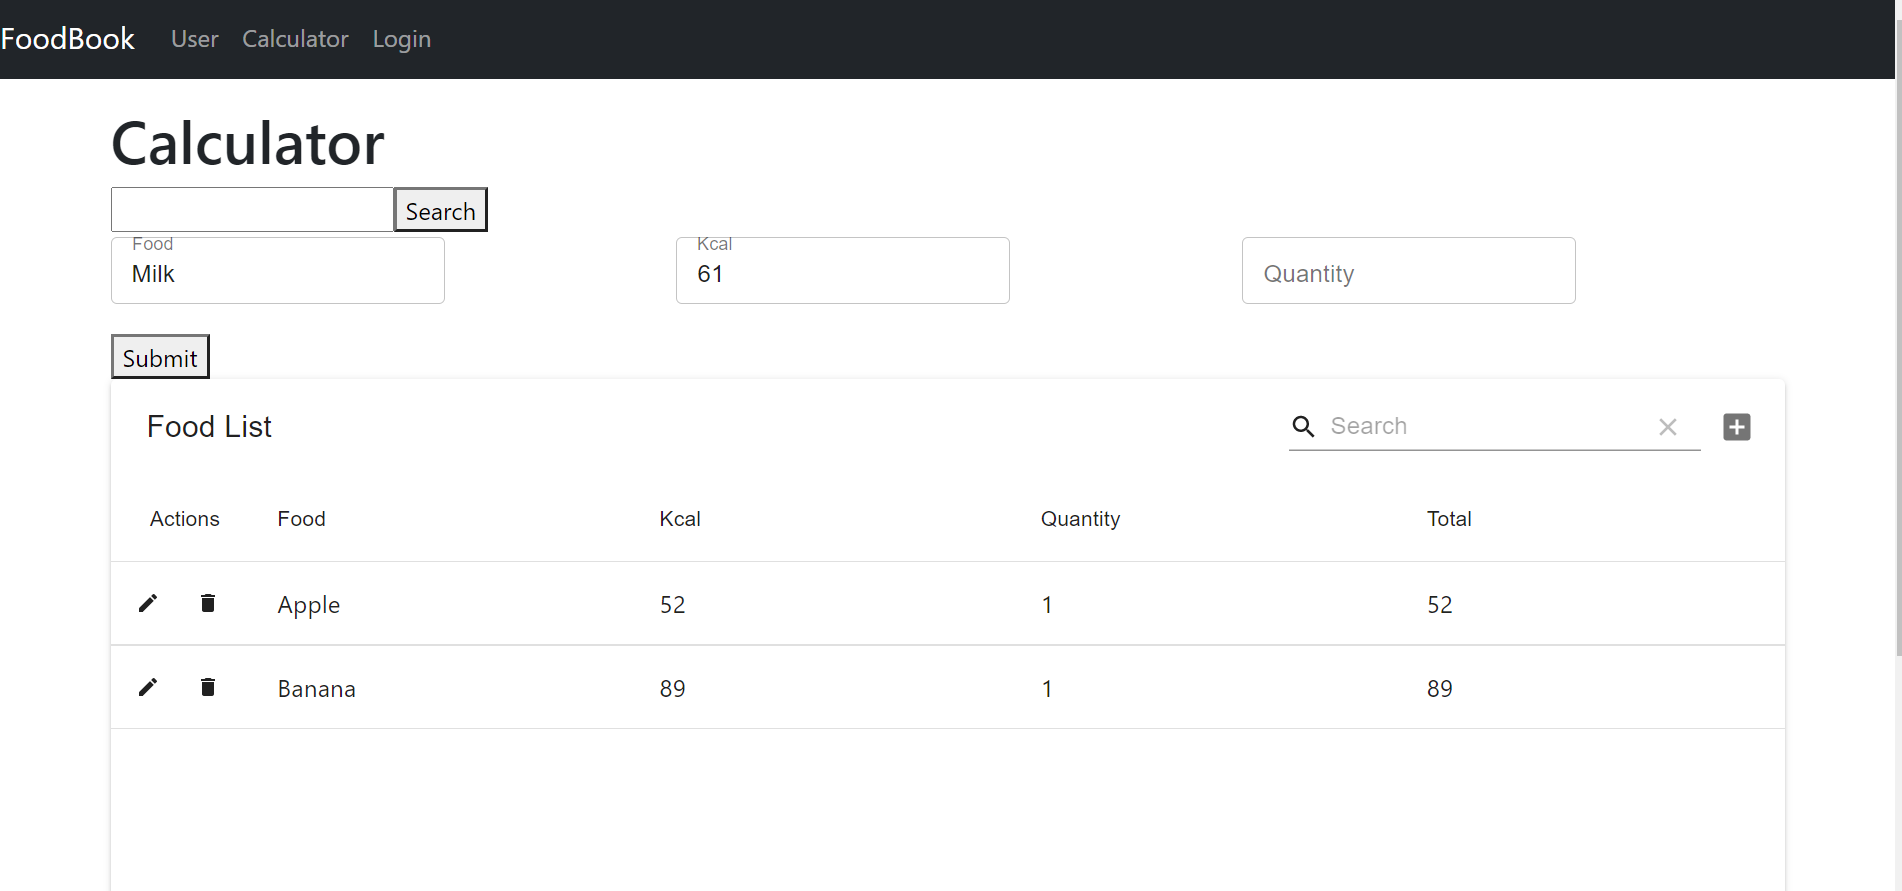 FoodBook User Calculator Login
Calculator
Search
Food Kcal
Milk 61 Quantity
Submit
Food List Search
Actions Food Kcal Quantity Total
Apple 52 1 52
Banana 89 1 89